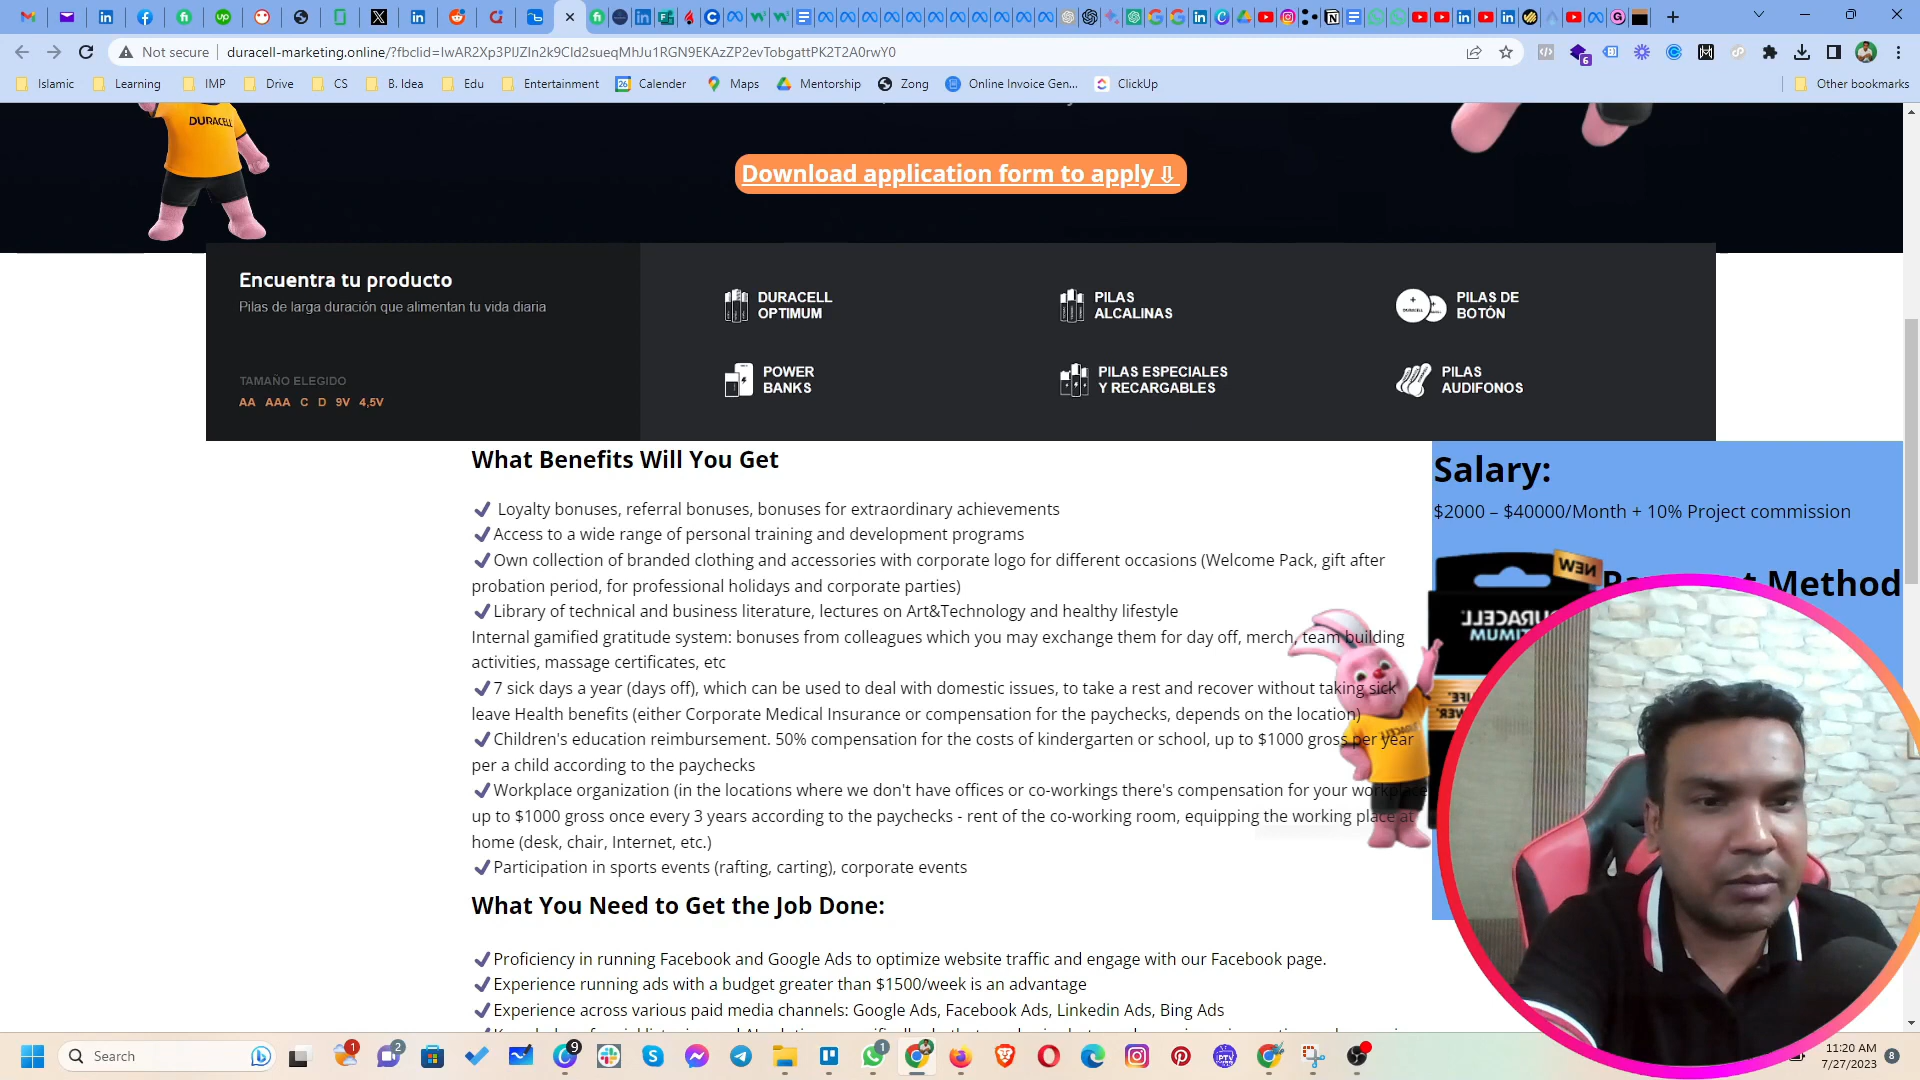 Not secure
duracell-marketing.online/?fbclid=IwAR2Xp3PlJZIn2k9Cld2sueqMhJu1RGN9EKAzZP2evTobgattPK2T2A0rwY0
6
Islamic
Learning
IMP
Drive
CS
B. Idea
Edu
Entertainment
26
Calender
Maps
Mentorship
Zong
Online Invoice Gen...
ClickUp
Other bookmarks
DURACELL
Download application form to apply ⇩
Encuentra tu producto
Pilas de larga duración que alimentan tu vida diaria
TAMAÑO ELEGIDO
AA AAA C D 9V 4,5V
DURACELL
OPTIMUM
PILAS
ALCALINAS
PILAS DE
BOTÓN
POWER
BANKS
PILAS ESPECIALES
Y RECARGABLES
PILAS
AUDIFONOS
What Benefits Will You Get
✔ Loyalty bonuses, referral bonuses, bonuses for extraordinary achievements
✔Access to a wide range of personal training and development programs
✔Own collection of branded clothing and accessories with corporate logo for different occasions (Welcome Pack, gift after
probation period, for professional holidays and corporate parties)
✔Library of technical and business literature, lectures on Art&Technology and healthy lifestyle
Internal gamified gratitude system: bonuses from colleagues which you may exchange them for day off, merch, team building
activities, massage certificates, etc
✔7 sick days a year (days off), which can be used to deal with domestic issues, to take a rest and recover without taking sick
leave Health benefits (either Corporate Medical Insurance or compensation for the paychecks, depends on the location)
✔Children's education reimbursement. 50% compensation for the costs of kindergarten or school, up to $1000 gross per year
per a child according to the paychecks
✔Workplace organization (in the locations where we don't have offices or co-workings there's compensation for your workplace
up to $1000 gross once every 3 years according to the paychecks - rent of the co-working room, equipping the working place at
home (desk, chair, Internet, etc.)
✔Participation in sports events (rafting, carting), corporate events
What You Need to Get the Job Done:
✔Proficiency in running Facebook and Google Ads to optimize website traffic and engage with our Facebook page.
✔Experience running ads with a budget greater than $1500/week is an advantage
✔Experience across various paid media channels: Google Ads, Facebook Ads, Linkedin Ads, Bing Ads
Salary:
$2000 – $40000/Month + 10% Project commission
NEW
Method
Search
1
2
9
1
11:20 AM
7/27/2023
8